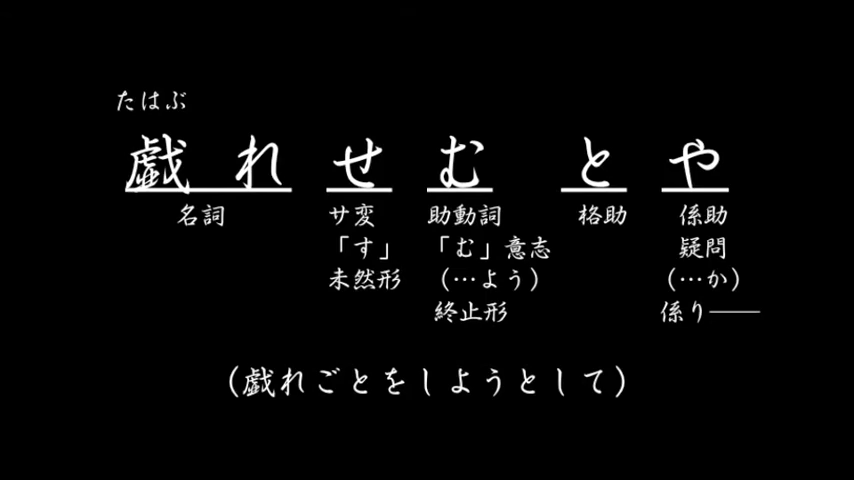 たはぶ
戯れ せ む と や
名詞 サ変 助動詞 格助 係助
「す」 「む」意志 疑問
未然形 (…よう) (…か)
終止形 係り――
(戯れごとをしようとして)